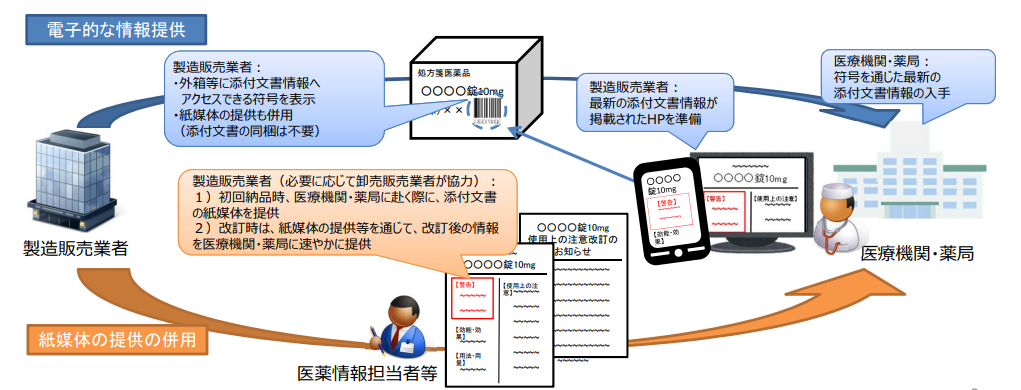 電子的な情報提供
製造販売業者：
・外箱等に添付文書情報へ
アクセスできる符号を表示
・紙媒体の提供も併用
（添付文書の同梱は不要）
処方箋医薬品
〇〇〇〇錠10mg
××
製造販売業者：
最新の添付文書情報が
掲載されたHPを準備
医療機関・薬局：
符号を通じた最新の
添付文書情報の入手
製造販売業者
製造販売業者（必要に応じて卸売販売業者が協力）：
１）初回納品時、医療機関・薬局に赴く際に、添付文書
の紙媒体を提供
２）改訂時は、紙媒体の提供等を通じて、改訂後の情報
を医療機関・薬局に速やかに提供
〇〇〇〇
錠10mg
【警告】
【効能・効
果】
〇〇〇〇錠10mg
【警告】
【使用上の注意】
医療機関・薬局
〇〇〇〇錠10mg
使用上の注意改訂の
お知らせ
〇〇〇〇錠10mg
【警告】
【使用上の注
意】
【効能・効
果】
【用法・用
量】
紙媒体の提供の併用
医薬情報担当者等